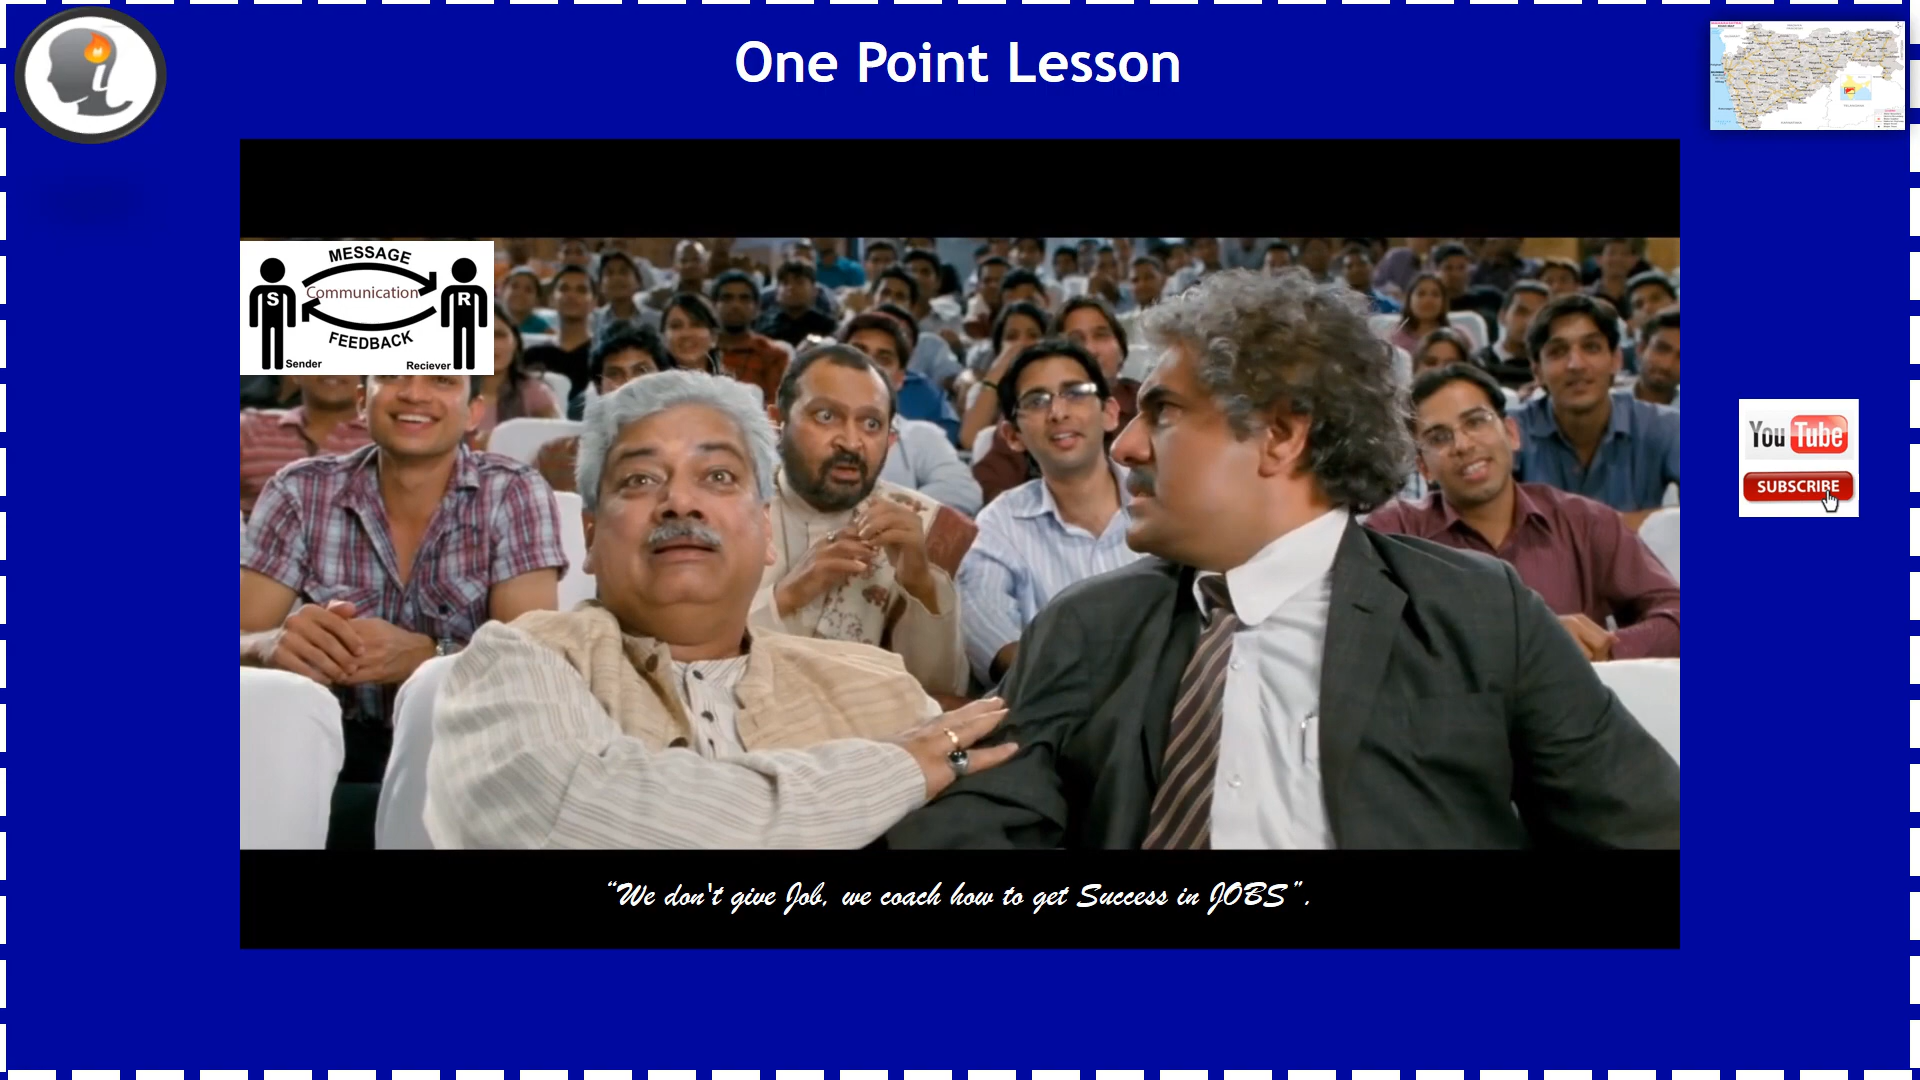 One Point Lesson
MESSAGE
S
Communication
R
FEEDBACK
Sender
Reciever
You Tube
SUBSCRIBE
“We don't give Job, we coach how to get Success in JOBS”.